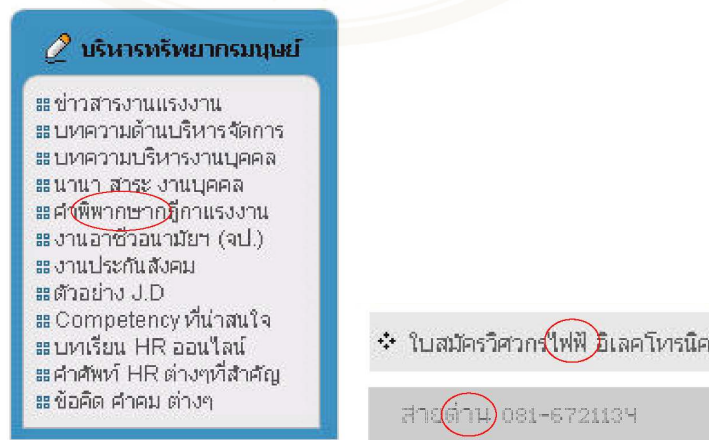 บริหารทรัพยากรมนุษย์
ข่าวสารงานแรงงาน
บทความด้านบริหารจัดการ
บทความบริหารงานบุคคล
นานา สาระ งานบุคคล
คำพิพากษากฎีกาแรงงาน
งานอาชีวอนามัยฯ (จป.)
งานประกันสังคม
ตัวอย่าง J.D
Competency ที่น่าสนใจ
บทเรียน HR ออนไลน์
คำศัพท์ HR ต่างๆที่สำคัญ
ข้อคิด คำคม ต่างๆ
ใบสมัครวิศวกรไฟฟ้ อิเลคโทรนิค
สายด่าน 081-6721134